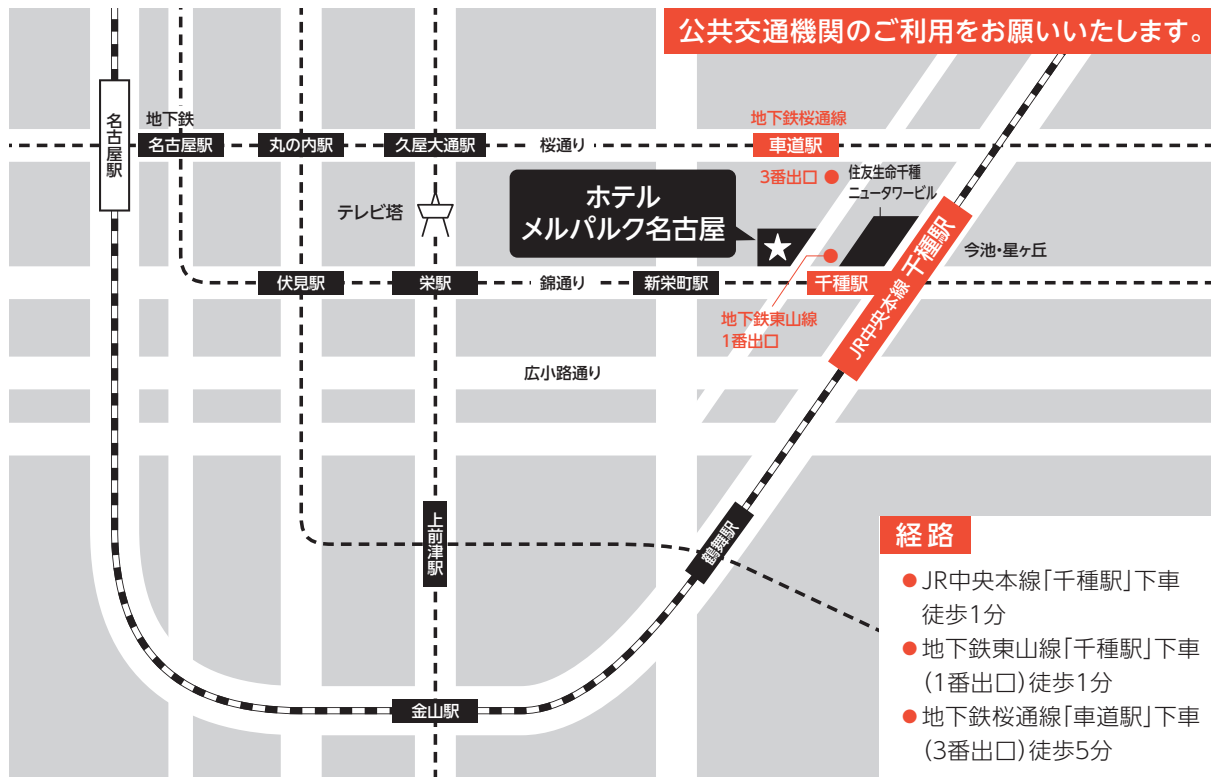 公共交通機関のご利用をお願いいたします。
名古屋駅
地下鉄
名古屋駅
丸の内駅
久屋大通駅
桜通り
地下鉄桜通線
車道駅
3番出口
住友生命千種
ニュータワービル
ホテル
メルパルク名古屋
テレビ塔
JR中央本線 千種駅
今池・星ヶ丘
伏見駅
栄駅
錦通り
新栄町駅
千種駅
地下鉄東山線
1番出口
広小路通り
上前津駅
鶴舞駅
金山駅
経路
●JR中央本線「千種駅」下車
徒歩1分
●地下鉄東山線「千種駅」下車
(1番出口)徒歩1分
●地下鉄桜通線「車道駅」下車
(3番出口)徒歩5分